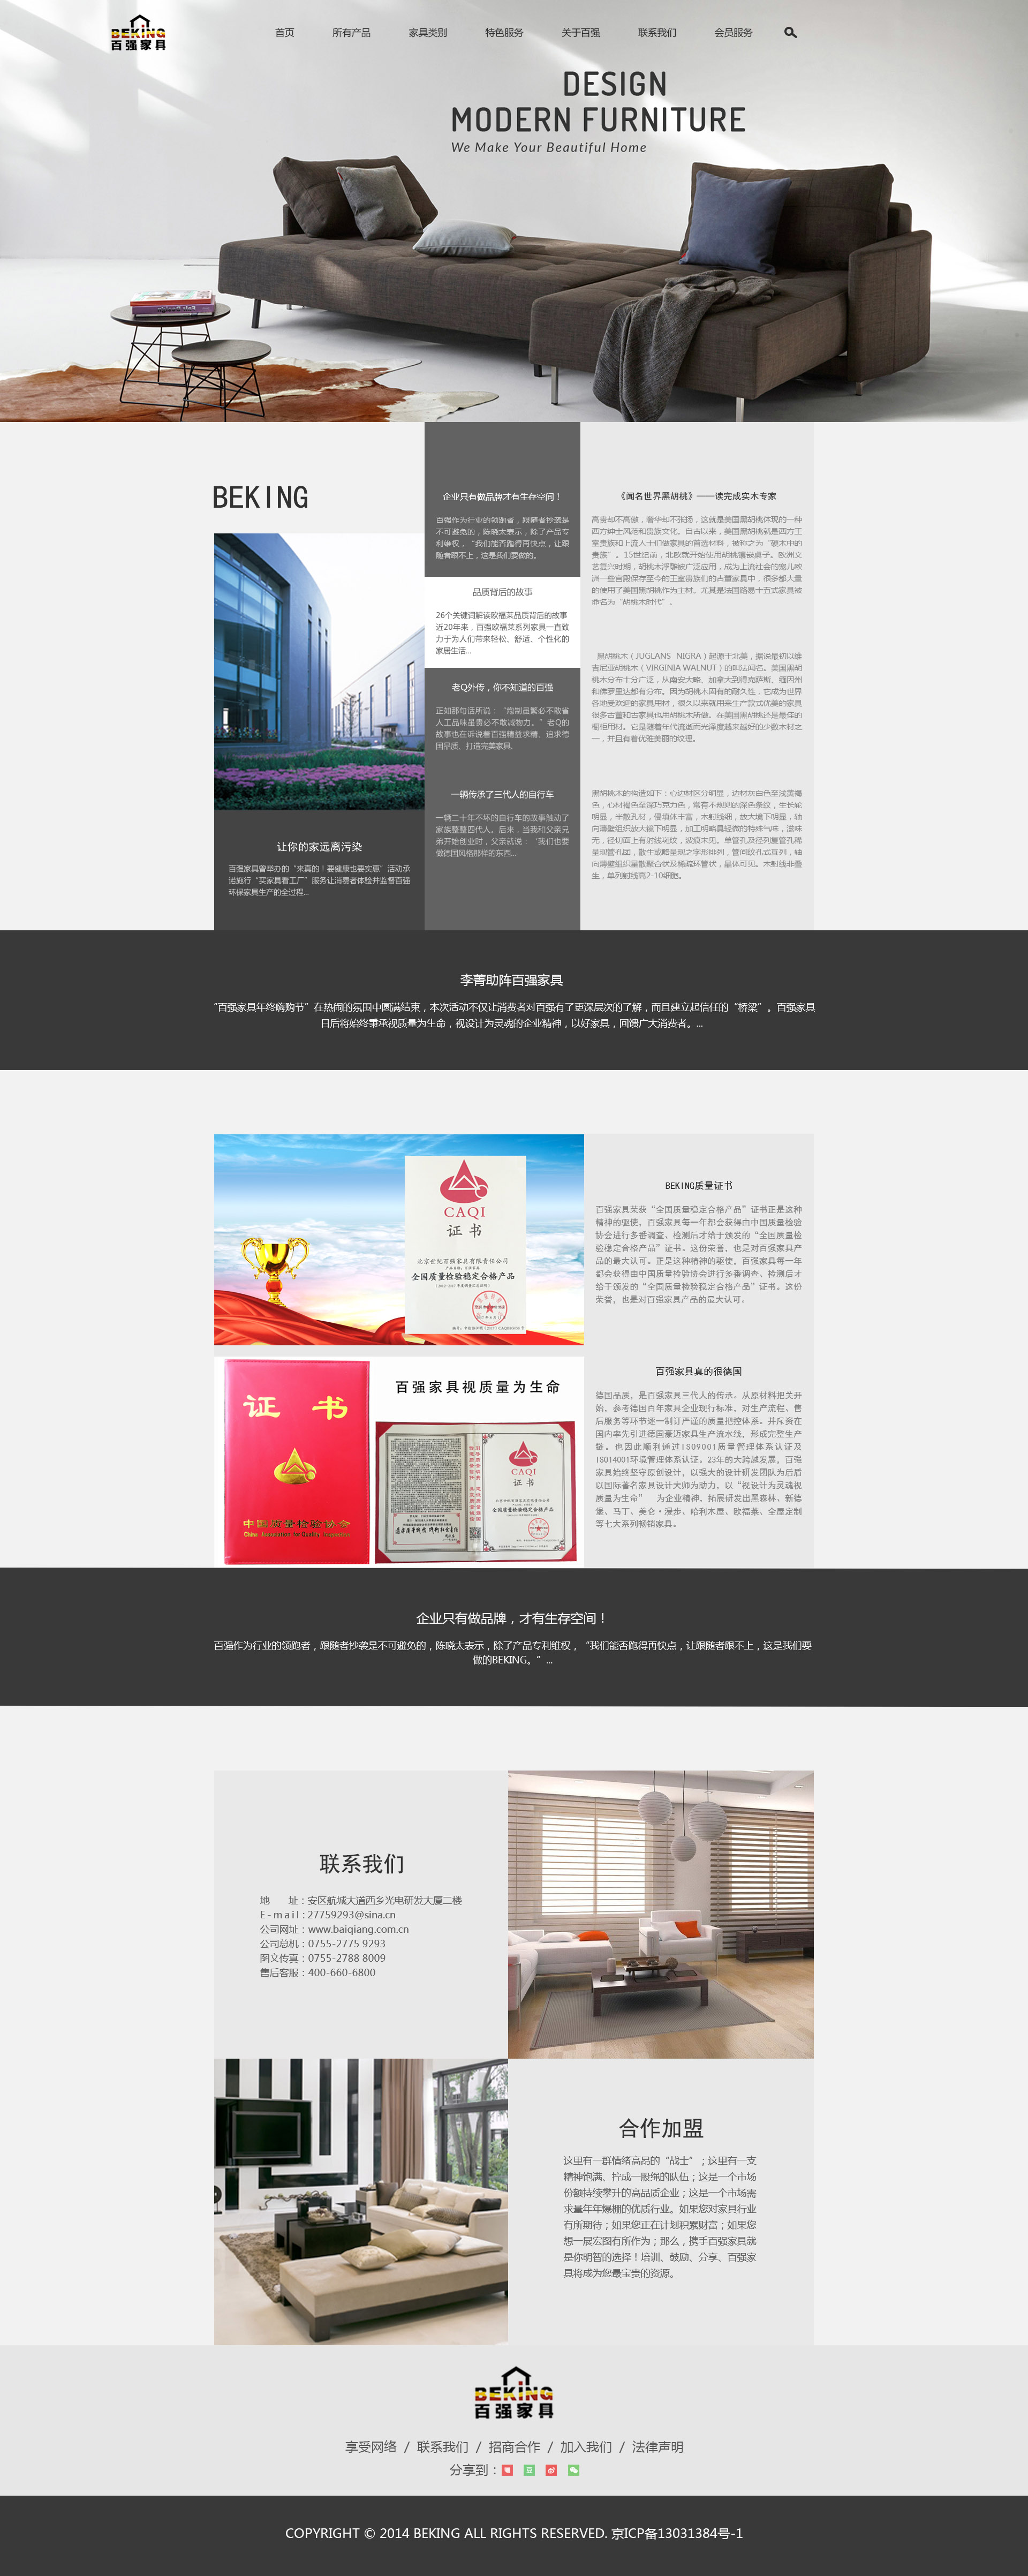 BEKING
百强家具
首页 所有产品 家具类别 特色服务 关于百强 联系我们 会员服务
DESIGN
MODERN FURNITURE
We Make Your Beautiful Home
BEKING
让你的家远离污染
百强家具曾举办的“来真的！要健康也要实惠”活动承
诺施行“买家具看工厂”服务让消费者体验并监督百强
环保家具生产的全过程...
企业只有做品牌才有生存空间！
百强作为行业的领跑者，跟随者抄袭是
不可避免的，陈晓太表示，除了产品专
利维权，“我们能否跑得再快点，让跟
随者跟不上，这是我们要做的。
品质背后的故事
26个关键词解读欧福莱品质背后的故事
近20年来，百强欧福莱系列家具一直致
力于为人们带来轻松、舒适、个性化的
家居生活...
老Q外传，你不知道的百强
正如那句话所说：“炮制虽繁必不敢省
人工品味虽贵必不敢减物力。”老Q的
故事也在诉说着百强精益求精、追求德
国品质、打造完美家具.
一辆传承了三代人的自行车
一辆二十年不坏的自行车的故事触动了
家族整整四代人。后来，当我和父亲兄
弟开始创业时，父亲就说：‘我们也要
做德国风格那样的东西...
《闻名世界黑胡桃》——读完成实木专家
高贵却不高傲，奢华却不张扬，这就是美国黑胡桃体现的一种
西方绅士风范和贵族文化。自古以来，美国黑胡桃就是西方王
室贵族和上流人士们做家具的首选材料，被称之为“硬木中的
贵族”。15世纪前，北欧就开始使用胡桃镶嵌桌子。欧洲文
艺复兴时期，胡桃木浮雕被广泛应用，成为上流社会的宠儿欧
洲一些宫殿保存至今的王室贵族们的古董家具中，很多都大量
的使用了美国黑胡桃作为主材。尤其是法国路易十五式家具被
命名为“胡桃木时代”。
黑胡桃木（JUGLANS NIGRA）起源于北美，据说最初以维
吉尼亚胡桃木（VIRGINIA WALNUT）的叫法闻名。美国黑胡
桃木分布十分广泛，从南安大略、加拿大到得克萨斯、缅因州
和佛罗里达都有分布。因为胡桃木固有的耐久性，它成为世界
各地受欢迎的家具用材，很久以来就用来生产款式优美的家具
很多古董和古家具也用胡桃木所做。在美国黑胡桃还是最佳的
橱柜用材。它是随着年代流逝而光泽度越来越好的少数木材之
一，并且有着优雅美丽的纹理。
黑胡桃木的构造如下：心边材区分明显，边材灰白色至浅黄褐
色，心材褐色至深巧克力色，常有不规则的深色条纹，生长轮
明显，半散孔材，侵填体丰富，木射线细，放大镜下明显，轴
向薄壁组织放大镜下明显，加工明略具轻微的特殊气味，滋味
无，径切面上有射线斑纹，波痕未见。单管孔及径列复管孔稀
呈现管孔团，散生或略呈现之字形排列，管间纹孔式互列，轴
向薄壁组织量散聚合状及稀疏环管状，晶体可见。木射线非叠
生，单列射线高2-10细胞。
李菁助阵百强家具
“百强家具年终嗨购节”在热闹的氛围中圆满结束，本次活动不仅让消费者对百强有了更深层次的了解，而且建立起信任的“桥梁”。百强家具
日后将始终秉承视质量为生命，视设计为灵魂的企业精神，以好家具，回馈广大消费者。...
CAQI
证书
北京世纪百强家具有限责任公司
全国质量检验稳定合格产品
BEKING质量证书
百强家具荣获“全国质量稳定合格产品”证书正是这种
精神的驱使，百强家具每一年都会获得由中国质量检验
协会进行多番调查、检测后才给于颁发的“全国质量检
验稳定合格产品”证书。这份荣誉，也是对百强家具产
品的最大认可。正是这种精神的驱使，百强家具每一年
都会获得由中国质量检验协会进行多番调查、检测后才
给于颁发的“全国质量检验稳定合格产品”证书。这份
荣誉，也是对百强家具产品的最大认可。
证书
中国质量检验协会
百强家具视质量为生命
CAQI
证书
全国质量检验稳定合格产品
百强家具真的很德国
德国品质，是百强家具三代人的传承。从原材料把关开
始，参考德国百年家具企业现行标准，对生产流程、售
后服务等环节逐一制订严谨的质量把控体系。并斥资在
国内率先引进德国豪迈家具生产流水线，形成完整生产
链。也因此顺利通过ISO9001质量管理体系认证及
ISO14001环境管理体系认证。23年的大跨越发展，百强
家具始终坚守原创设计，以强大的设计研发团队为后盾
以国际著名家具设计大师为助力，以“视设计为灵魂视
质量为生命” 为企业精神，拓展研发出黑森林、新德
堡、马丁、美仑·漫步、哈利木屋、欧福莱、全屋定制
等七大系列畅销家具。
企业只有做品牌，才有生存空间！
百强作为行业的领跑者，跟随者抄袭是不可避免的，陈晓太表示，除了产品专利维权，“我们能否跑得再快点，让跟随者跟不上，这是我们要
做的BEKING。”...
联系我们
地 址：安区航城大道西乡光电研发大厦二楼
E-mail：27759293@sina.cn
公司网址：www.baiqiang.com.cn
公司总机：0755-2775 9293
图文传真：0755-2788 8009
售后客服：400-660-6800
合作加盟
这里有一群情绪高昂的“战士”；这里有一支
精神饱满、拧成一股绳的队伍；这是一个市场
份额持续攀升的高品质企业；这是一个市场需
求量年年爆棚的优质行业。如果您对家具行业
有所期待；如果您正在计划积累财富；如果您
想一展宏图有所作为；那么，携手百强家具就
是你明智的选择！培训、鼓励、分享、百强家
具将成为您最宝贵的资源。
BEKING
百强家具
享受网络 / 联系我们 / 招商合作 / 加入我们 / 法律声明
分享到：
COPYRIGHT © 2014 BEKING ALL RIGHTS RESERVED. 京ICP备13031384号-1